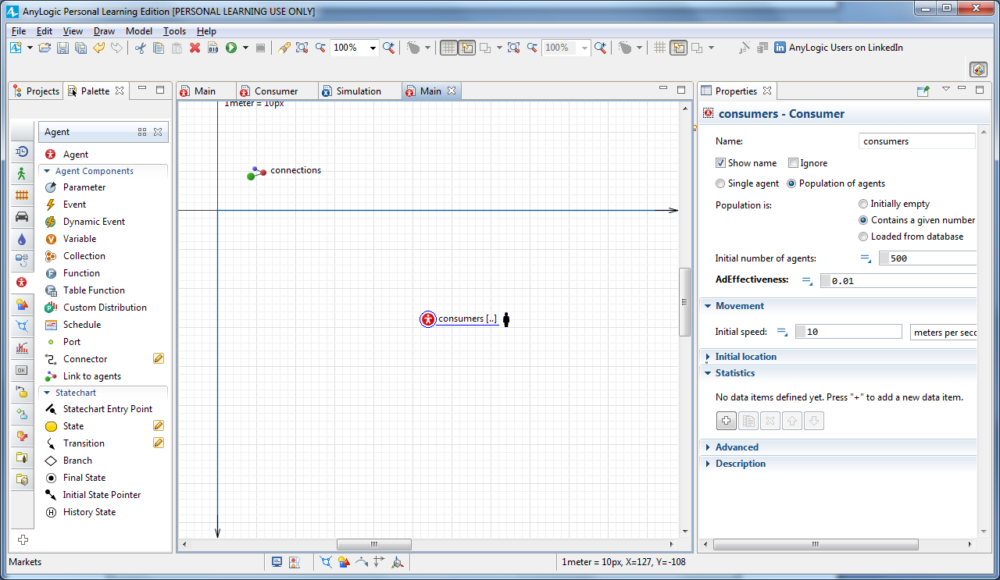 AnyLogic Personal Learning Edition [PERSONAL LEARNING USE ONLY]
File Edit View Draw Model Tools Help
100% 100% AnyLogic Users on LinkedIn
Projects Palette
Main Consumer Simulation Main
Properties
Agent
Agent
Agent Components
Parameter
Event
Dynamic Event
Variable
Collection
Function
Table Function
Custom Distribution
Schedule
Port
Connector
Link to agents
Statechart
Statechart Entry Point
State
Transition
Branch
Final State
Initial State Pointer
History State
1meter = 10px
connections
consumers [..]
consumers - Consumer
Name: consumers
Show name Ignore
Single agent Population of agents
Population is: Initially empty
Contains a given number
Loaded from database
Initial number of agents: 500
AdEffectiveness: 0.01
Movement
Initial speed: 10 meters per seco
Initial location
Statistics
No data items defined yet. Press "+" to add a new data item.
Advanced
Description
Markets
1meter = 10px, X=127, Y=-108